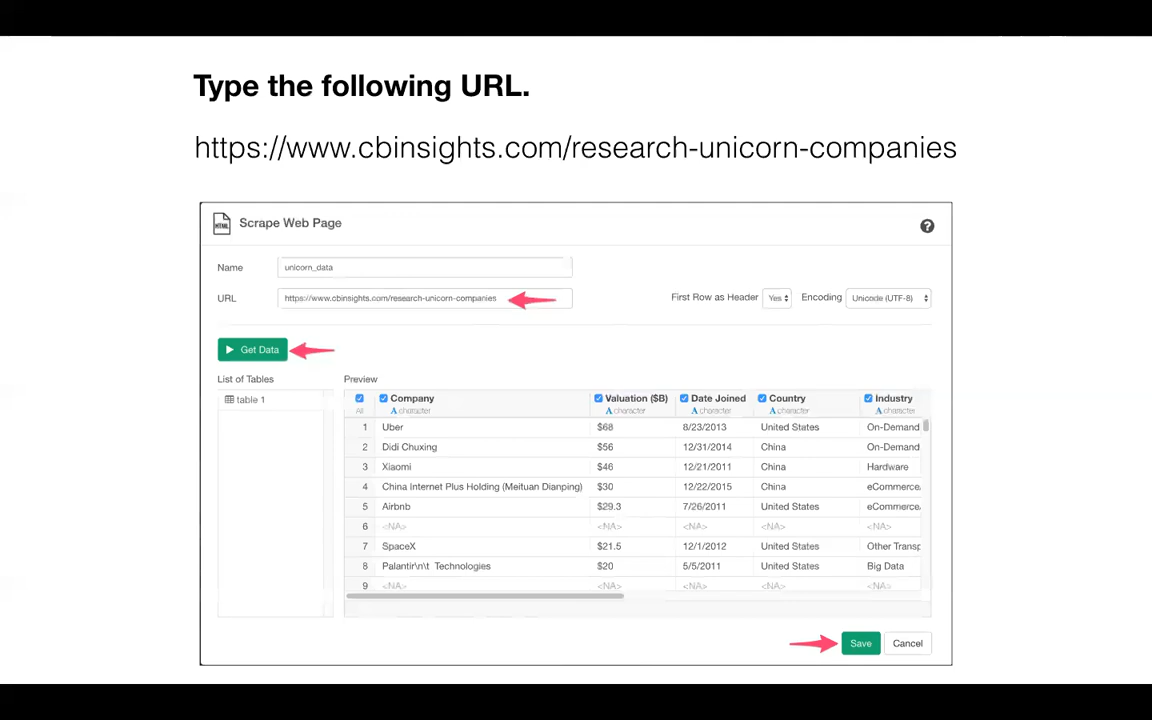 Type the following URL.
https://www.cbinsights.com/research-unicorn-companies
HTML Scrape Web Page ?
Name unicorn_data
URL https://www.cbinsights.com/research-unicorn-companies First Row as Header Yes Encoding Unicode (UTF-8)
Get Data
List of Tables Preview
table 1 Company Valuation ($B) Date Joined Country Industry
All A character A character A character A character A character
1 Uber $68 8/23/2013 United States On-Demand
2 Didi Chuxing $56 12/31/2014 China On-Demand
3 Xiaomi $46 12/21/2011 China Hardware
4 China Internet Plus Holding (Meituan Dianping) $30 12/22/2015 China eCommerce/
5 Airbnb $29.3 7/26/2011 United States eCommerce/
6 <NA> <NA> <NA> <NA> <NA>
7 SpaceX $21.5 12/1/2012 United States Other Transp
8 Palantir\n\t Technologies $20 5/5/2011 United States Big Data
9 <NA> <NA> <NA> <NA> <NA>
Save Cancel